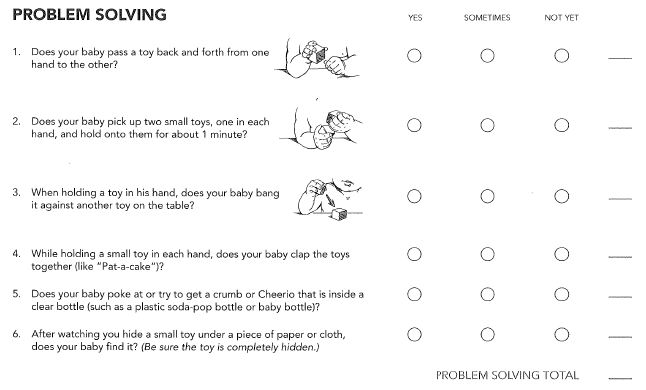 PROBLEM SOLVING
YES SOMETIMES NOT YET
1. Does your baby pass a toy back and forth from one
hand to the other?
2. Does your baby pick up two small toys, one in each
hand, and hold onto them for about 1 minute?
3. When holding a toy in his hand, does your baby bang
it against another toy on the table?
4. While holding a small toy in each hand, does your baby clap the toys
together (like “Pat-a-cake”)?
5. Does your baby poke at or try to get a crumb or Cheerio that is inside a
clear bottle (such as a plastic soda-pop bottle or baby bottle)?
6. After watching you hide a small toy under a piece of paper or cloth,
does your baby find it? (Be sure the toy is completely hidden.)
PROBLEM SOLVING TOTAL